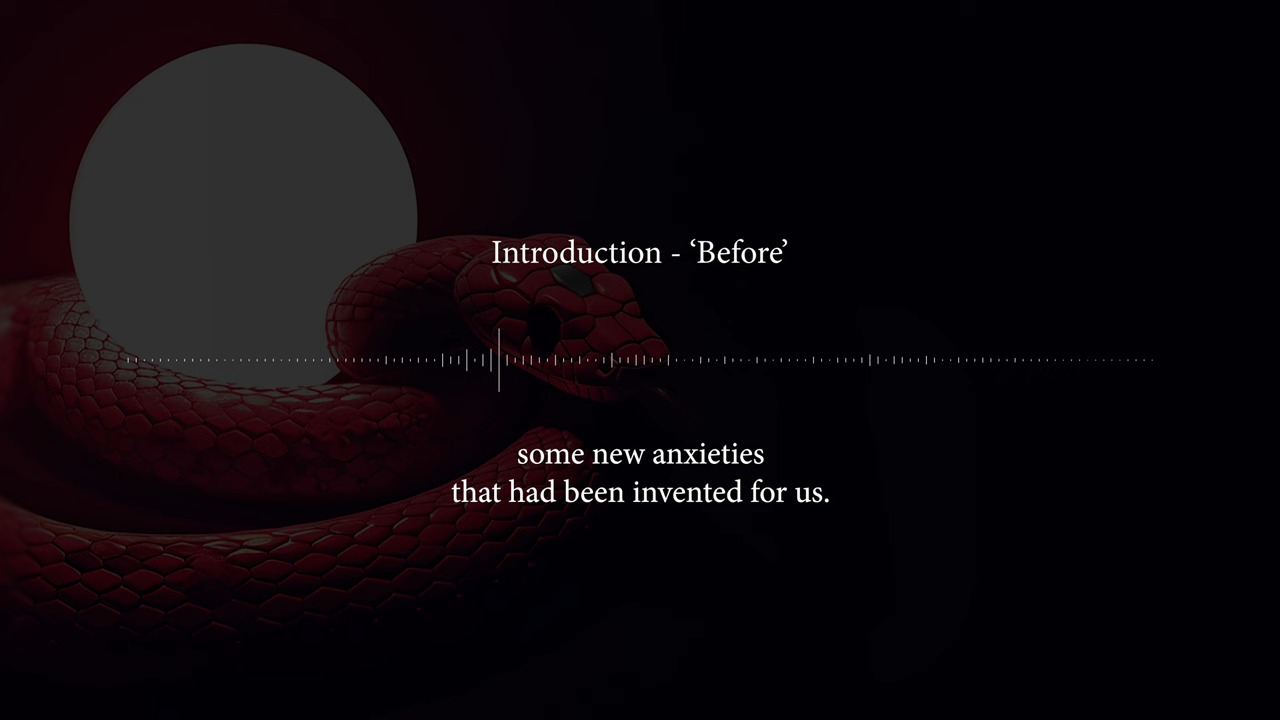 Introduction - ‘Before’
some new anxieties
that had been invented for us.